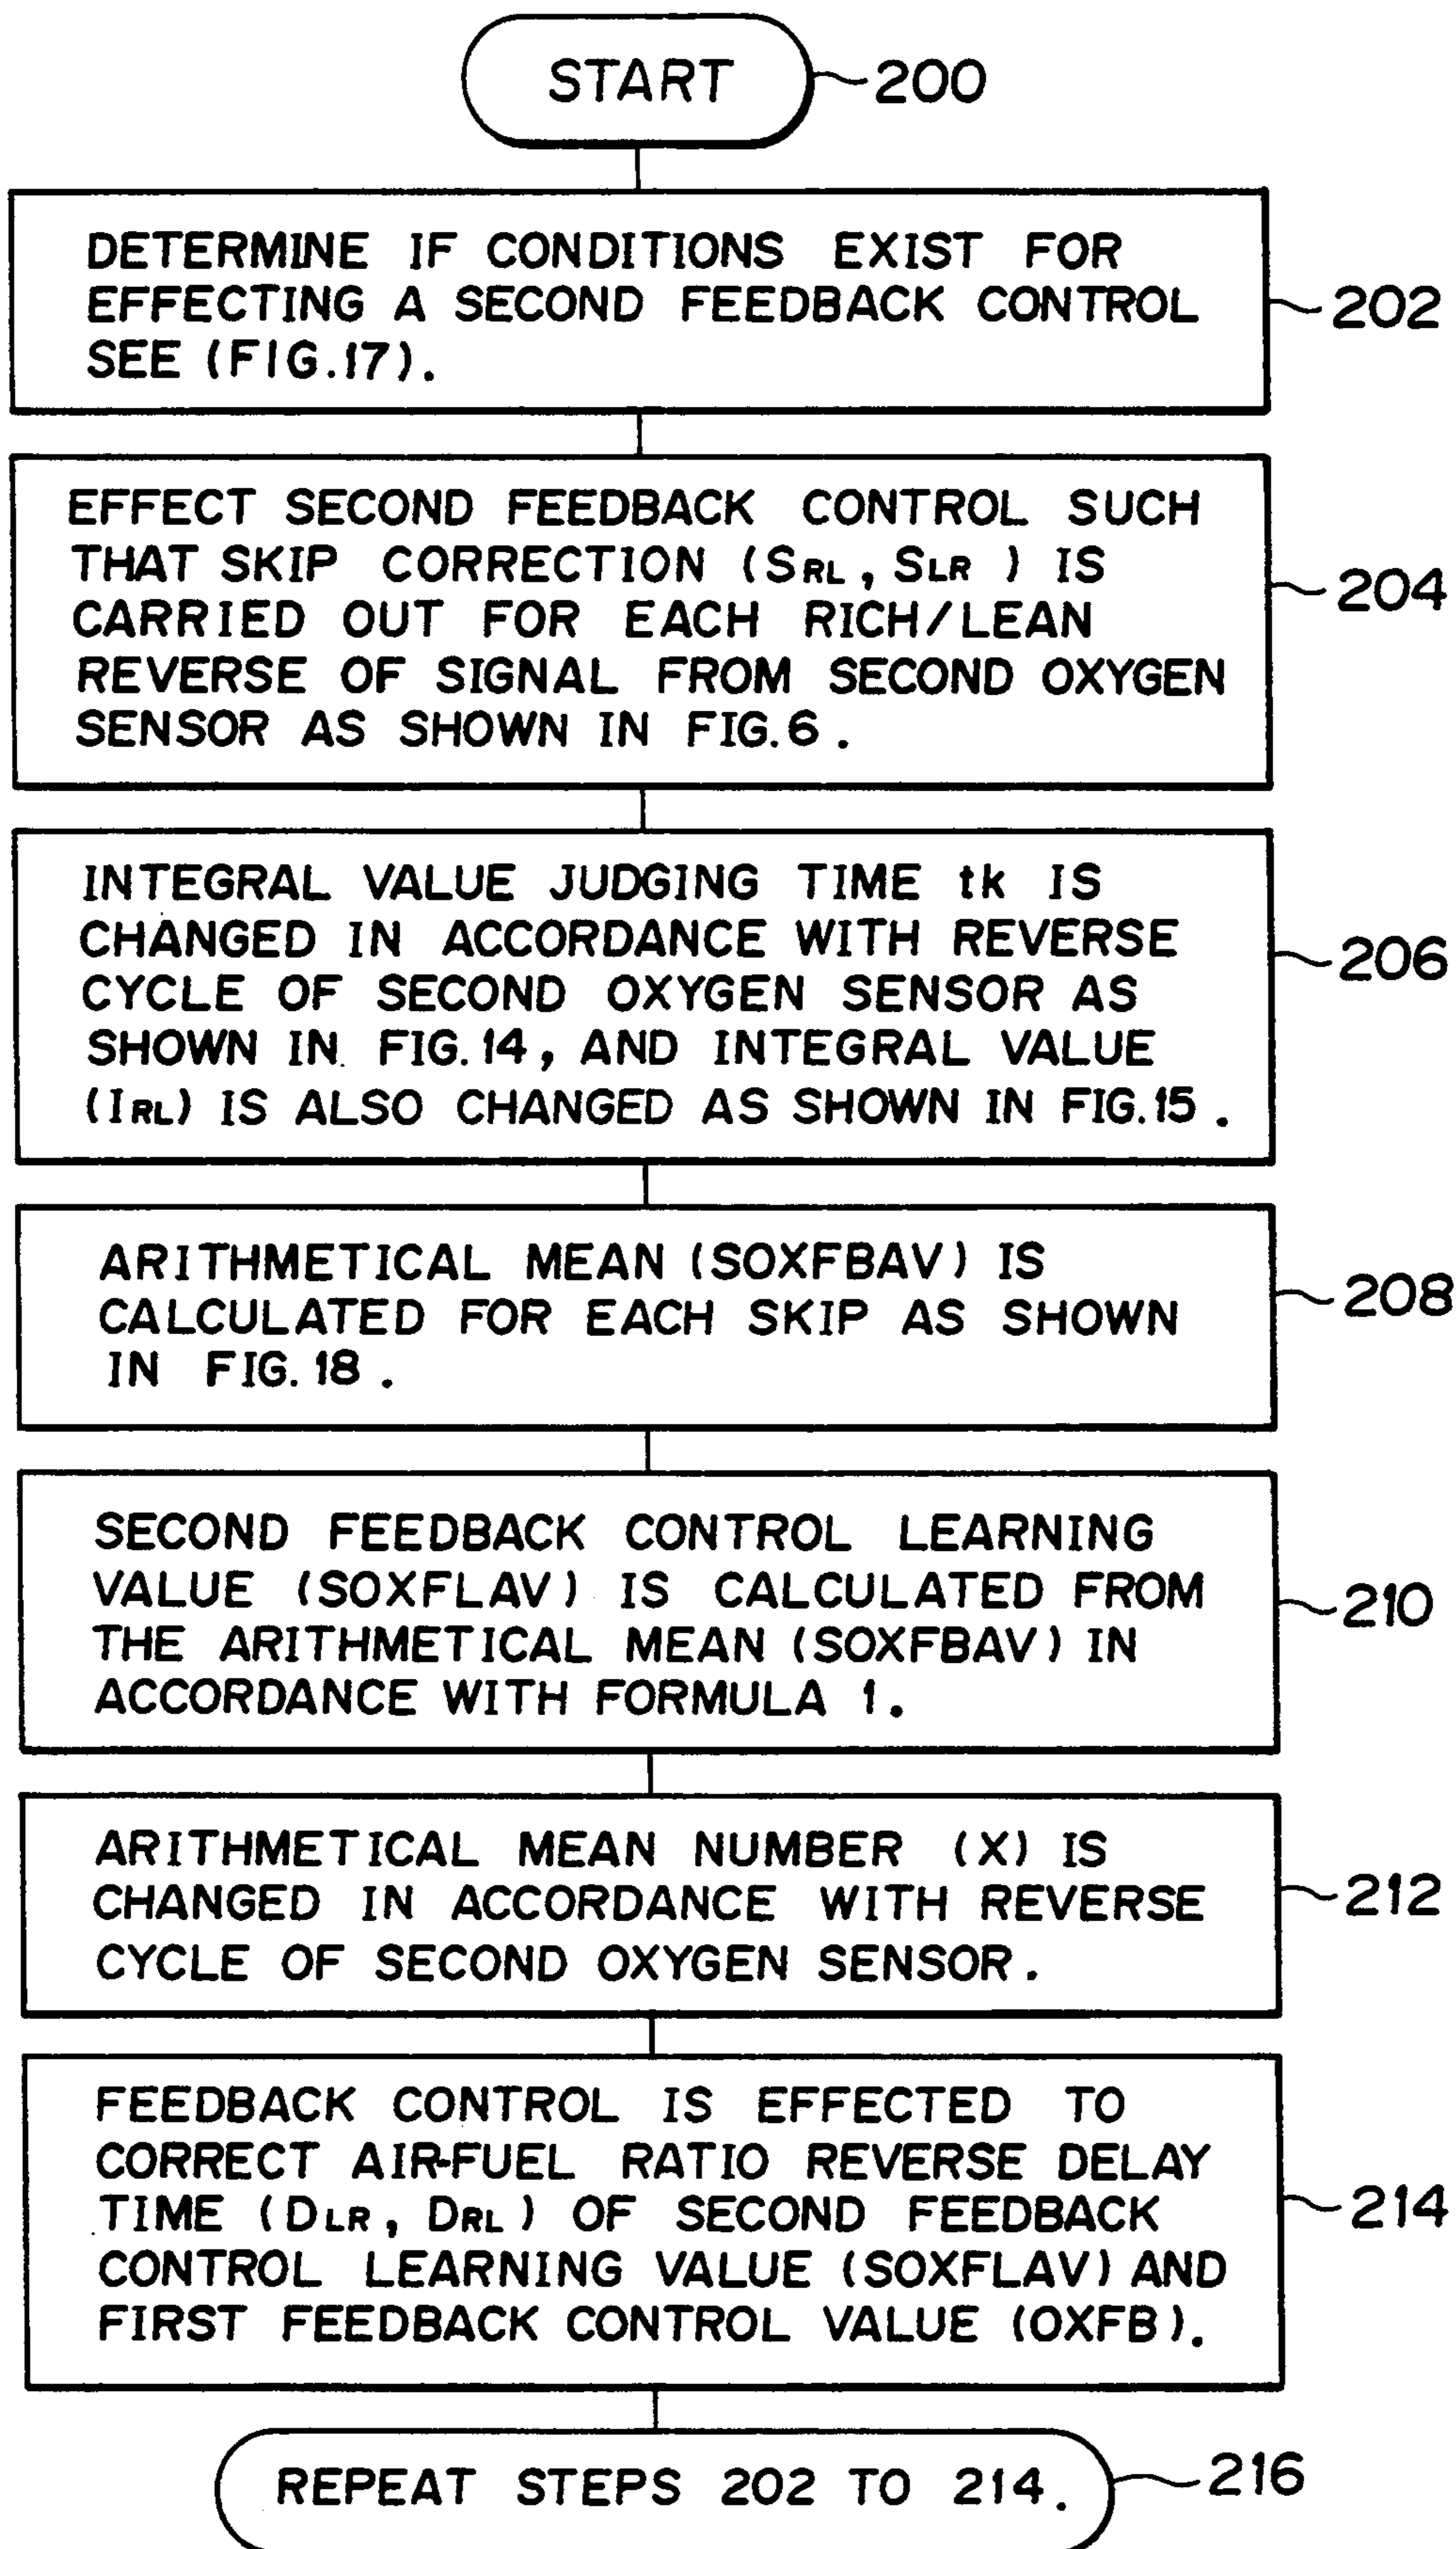 START
200
DETERMINE IF CONDITIONS EXIST FOR
EFFECTING A SECOND FEEDBACK CONTROL
SEE (FIG.17).
202
EFFECT SECOND FEEDBACK CONTROL SUCH
THAT SKIP CORRECTION (SRL, SLR) IS
CARRIED OUT FOR EACH RICH/LEAN
REVERSE OF SIGNAL FROM SECOND OXYGEN
SENSOR AS SHOWN IN FIG.6.
204
INTEGRAL VALUE JUDGING TIME tk IS
CHANGED IN ACCORDANCE WITH REVERSE
CYCLE OF SECOND OXYGEN SENSOR AS
SHOWN IN FIG.14, AND INTEGRAL VALUE
(IRL) IS ALSO CHANGED AS SHOWN IN FIG.15.
206
ARITHMETICAL MEAN (SOXFBAV) IS
CALCULATED FOR EACH SKIP AS SHOWN
IN FIG.18.
208
SECOND FEEDBACK CONTROL LEARNING
VALUE (SOXFLAV) IS CALCULATED FROM
THE ARITHMETICAL MEAN (SOXFBAV) IN
ACCORDANCE WITH FORMULA 1.
210
ARITHMETICAL MEAN NUMBER (X) IS
CHANGED IN ACCORDANCE WITH REVERSE
CYCLE OF SECOND OXYGEN SENSOR.
212
FEEDBACK CONTROL IS EFFECTED TO
CORRECT AIR-FUEL RATIO REVERSE DELAY
TIME (DLR, DRL) OF SECOND FEEDBACK
CONTROL LEARNING VALUE (SOXFLAV) AND
FIRST FEEDBACK CONTROL VALUE (OXFB).
214
REPEAT STEPS 202 TO 214.
216